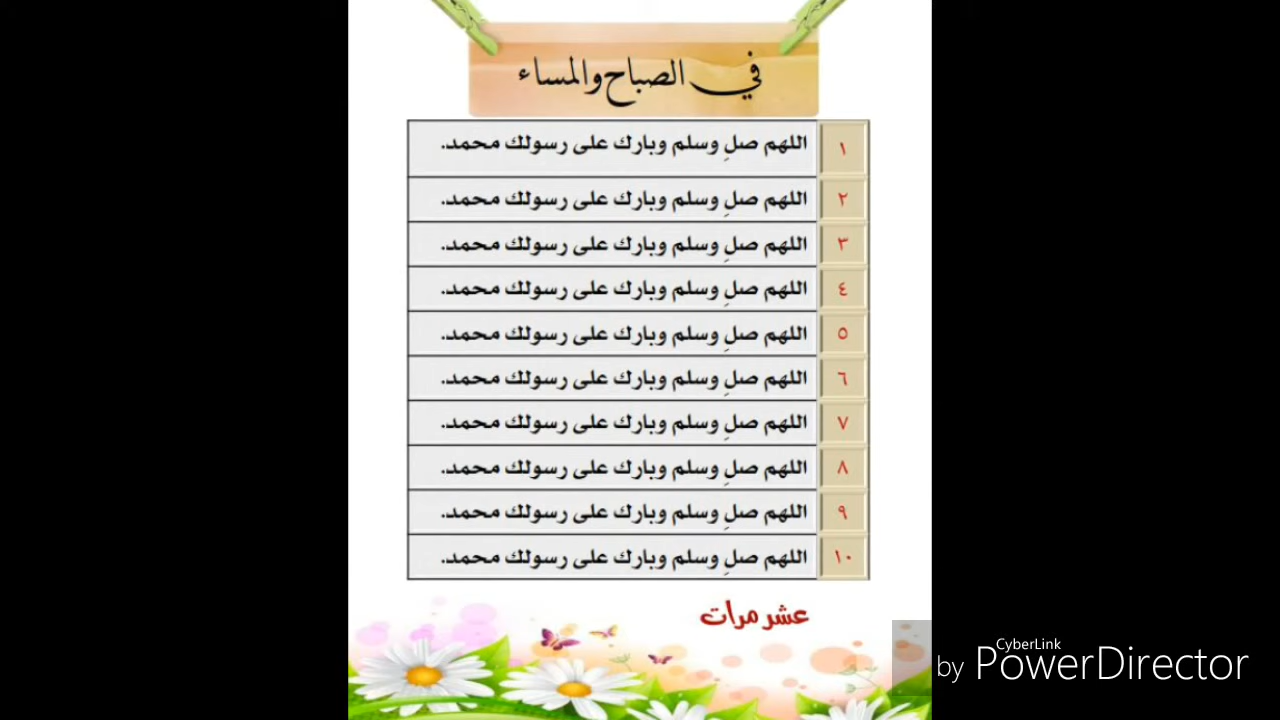 في الصباح والمساء
١ اللهم صلِ وسلم وبارك على رسولك محمد.
٢ اللهم صلِ وسلم وبارك على رسولك محمد.
٣ اللهم صلِ وسلم وبارك على رسولك محمد.
٤ اللهم صلِ وسلم وبارك على رسولك محمد.
٥ اللهم صلِ وسلم وبارك على رسولك محمد.
٦ اللهم صلِ وسلم وبارك على رسولك محمد.
٧ اللهم صلِ وسلم وبارك على رسولك محمد.
٨ اللهم صلِ وسلم وبارك على رسولك محمد.
٩ اللهم صلِ وسلم وبارك على رسولك محمد.
١٠ اللهم صلِ وسلم وبارك على رسولك محمد.
عشر مرات
CyberLink
by PowerDirector